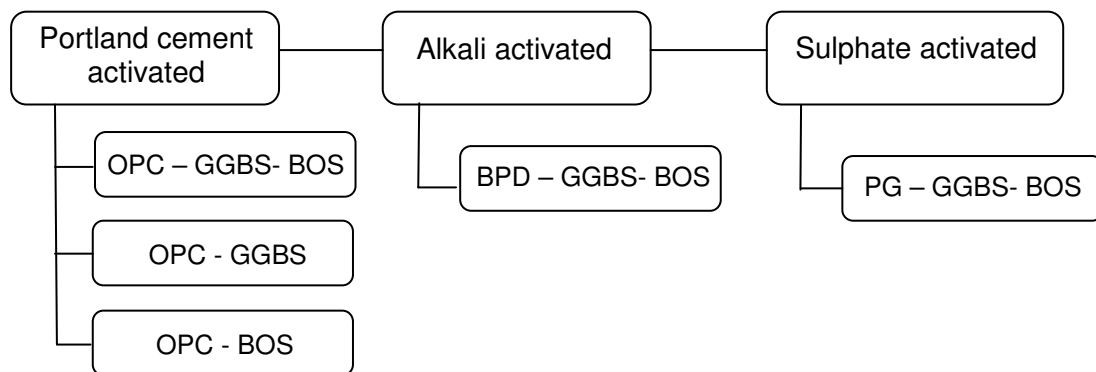 Portland cement
activated
Alkali activated
Sulphate activated
OPC – GGBS- BOS
OPC - GGBS
OPC - BOS
BPD – GGBS- BOS
PG – GGBS- BOS